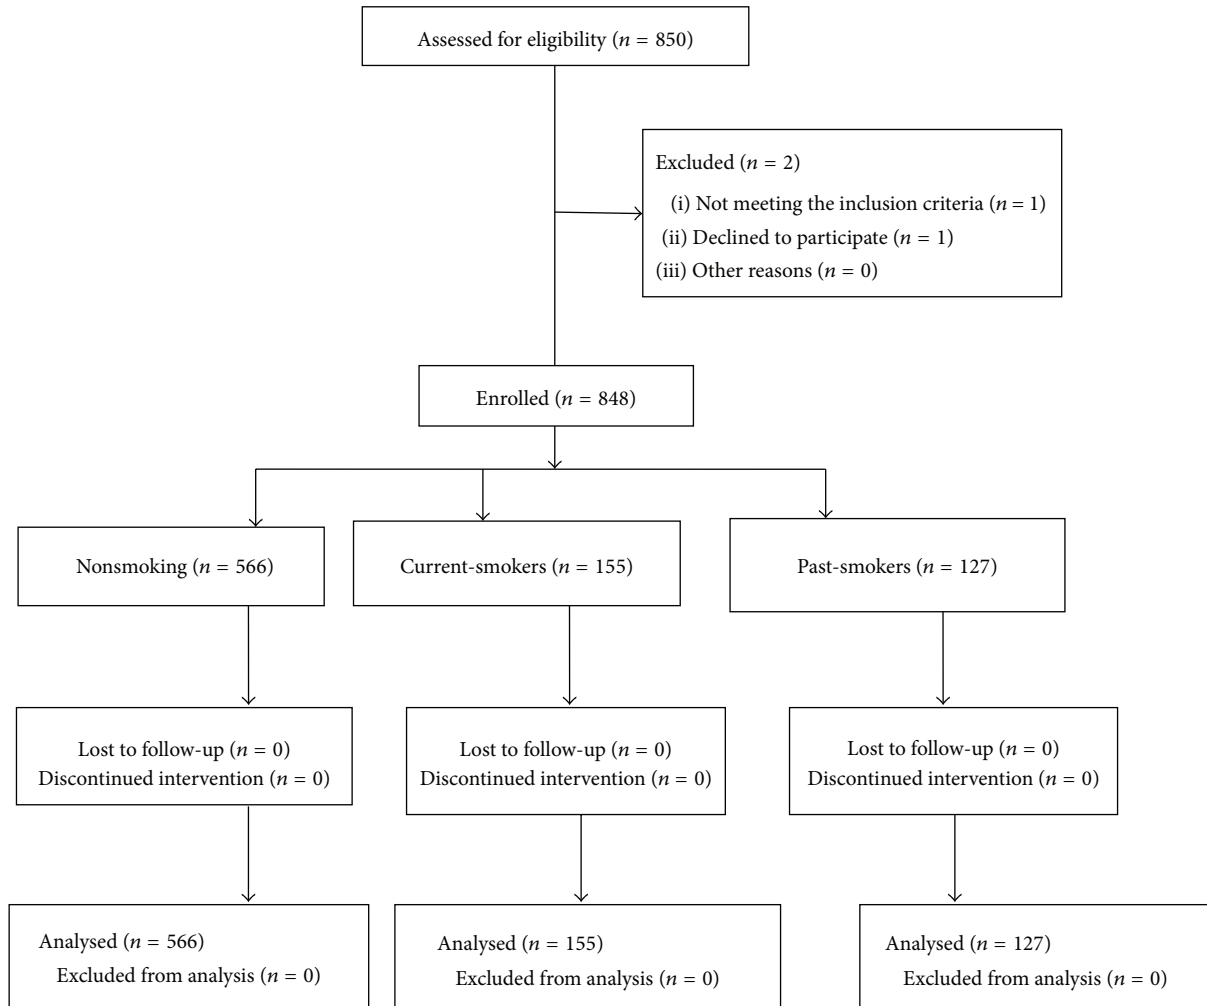 Assessed for eligibility (n = 850)
Excluded (n = 2)
(i) Not meeting the inclusion criteria (n = 1)
(ii) Declined to participate (n = 1)
(iii) Other reasons (n = 0)
Enrolled (n = 848)
Nonsmoking (n = 566)
Current-smokers (n = 155)
Past-smokers (n = 127)
Lost to follow-up (n = 0)
Discontinued intervention (n = 0)
Lost to follow-up (n = 0)
Discontinued intervention (n = 0)
Lost to follow-up (n = 0)
Discontinued intervention (n = 0)
Analysed (n = 566)
Excluded from analysis (n = 0)
Analysed (n = 155)
Excluded from analysis (n = 0)
Analysed (n = 127)
Excluded from analysis (n = 0)